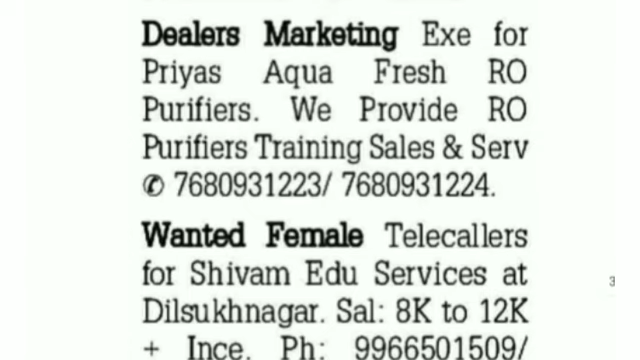 Dealers Marketing Exe for
Priyas Aqua Fresh RO
Purifiers. We Provide RO
Purifiers Training Sales & Serv
✆ 7680931223/ 7680931224.
Wanted Female Telecallers
for Shivam Edu Services at
Dilsukhnagar. Sal: 8K to 12K
+ Ince. Ph: 9966501509/
3